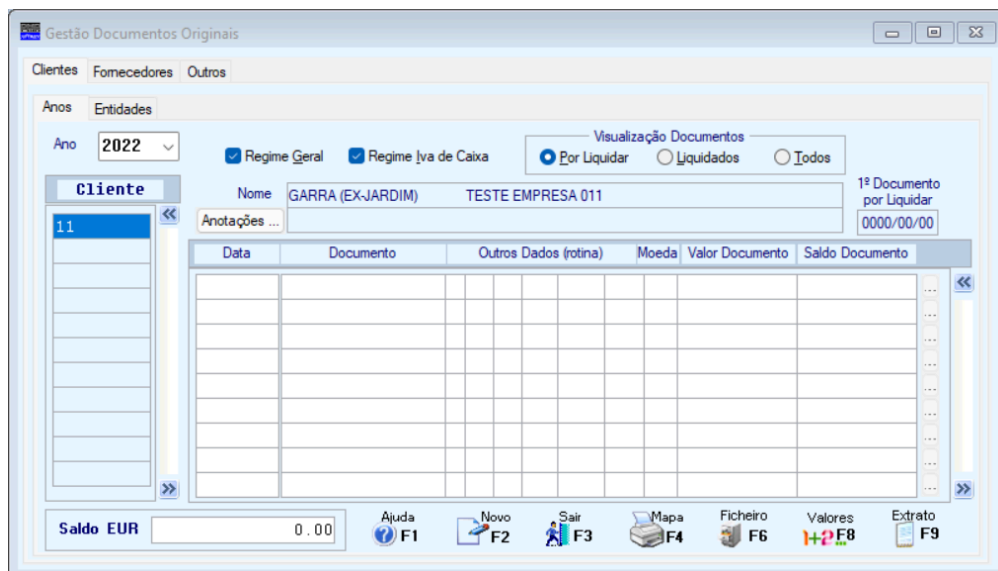 Gestão Documentos Originais
Clientes Fornecedores Outros
Anos Entidades
Ano 2022
Regime Geral Regime Iva de Caixa
Visualização Documentos
Por Liquidar Liquidados Todos
Cliente
11
Nome GARRA (EX-JARDIM) TESTE EMPRESA 011
Anotações ...
1º Documento
por Liquidar
0000/00/00
Data Documento Outros Dados (rotina) Moeda Valor Documento Saldo Documento
...
...
...
...
...
...
...
...
...
Saldo EUR 0.00
Ajuda F1
Novo F2
Sair F3
Mapa F4
Ficheiro F6
Valores 1+2 F8
Extrato F9